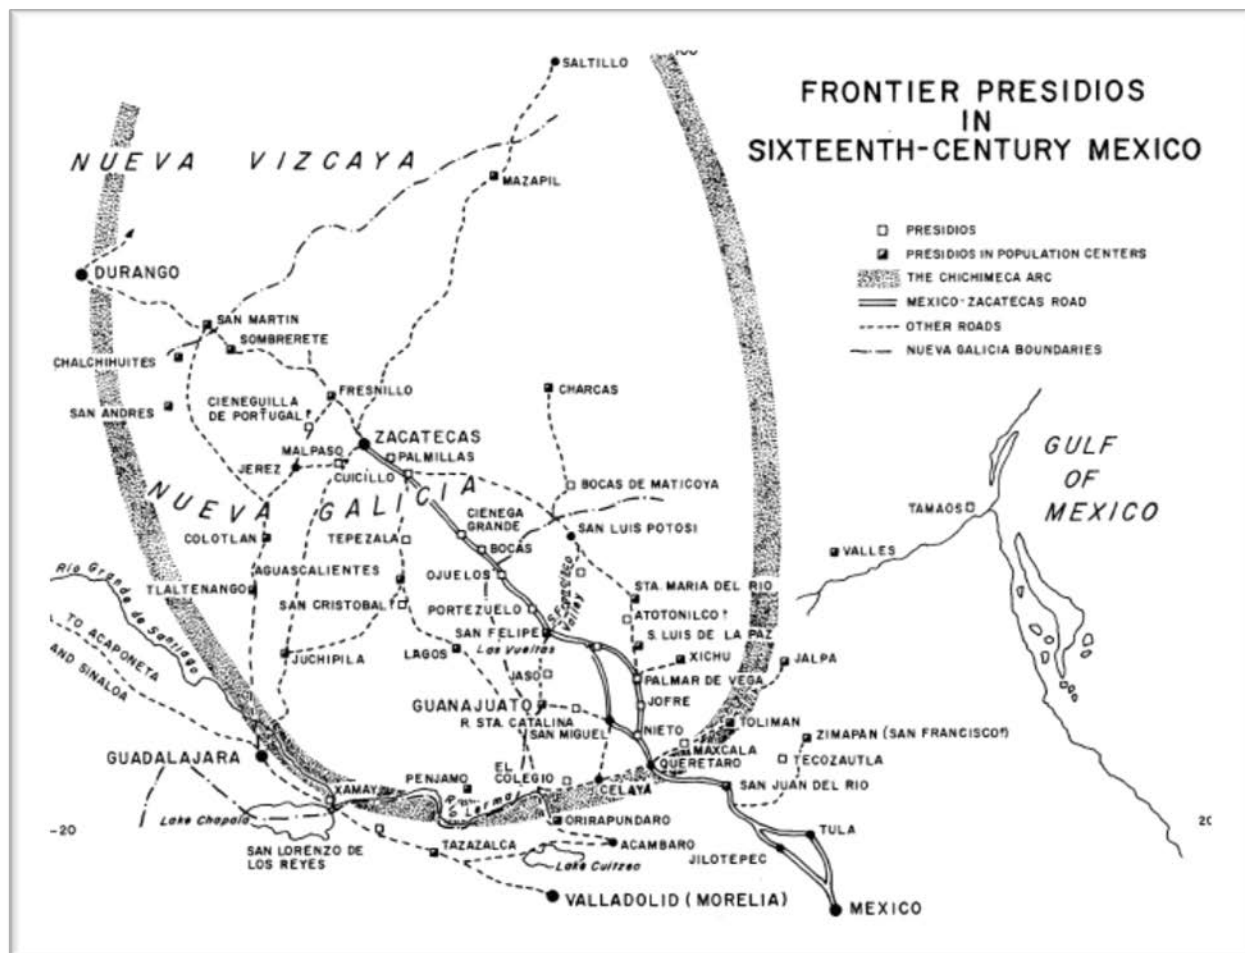 100
SALTILLO
FRONTIER PRESIDIOS
IN
SIXTEENTH-CENTURY MEXICO
NUEVA VIZCAYA
MAZAPIL
PRESIDIOS
PRESIDIOS IN POPULATION CENTERS
THE CHICHIMECA ARC
MEXICO-ZACATECAS ROAD
OTHER ROADS
NUEVA GALICIA BOUNDARIES
DURANGO
SAN MARTIN
SOMBRERETE
CHALCHIHUITES
FRESNILLO
CHARCAS
CIENEGUILLA
DE PORTUGAL?
SAN ANDRES
ZACATECAS
GULF
OF
MEXICO
MALPASO
PALMILLAS
JEREZ
CUICILLO
BOCAS DE MATICOYA
NUEVA GALICIA
TAMAOS
CIENEGA
GRANDE
SAN LUIS POTOSI
COLOTLAN
TEPEZALA
BOCAS
VALLES
Rio Grande de Santiago
AGUASCALIENTES
OJUELOS
S. Francisco
Valley
TLALTENANGO
STA. MARIA DEL RIO
SAN CRISTOBAL?
PORTEZUELO
ATOTONILCO?
TO ACAPONETA
AND SINALOA
SAN FELIPE
S. LUIS DE LA PAZ
Las Vueltas
JUCHIPILA
LAGOS
XICHU
JALPA
JASO
PALMAR DE VEGA
GUANAJUATO
JOFRE
R. STA. CATALINA
SAN MIGUEL
NIETO
TOLIMAN
ZIMAPAN (SAN FRANCISCO?)
GUADALAJARA
MAXCALA
TECOZAUTLA
QUERETARO
PENJAMO
EL
COLEGIO
CELAYA
SAN JUAN DEL RIO
XAMAY
Rio Lerma
-20
Lake Chapala
ORIRAPUNDARO
20
TULA
SAN LORENZO DE
LOS REYES
TAZAZALCA
ACAMBARO
JILOTEPEC
Lake Cuitzeo
VALLADOLID (MORELIA)
MEXICO